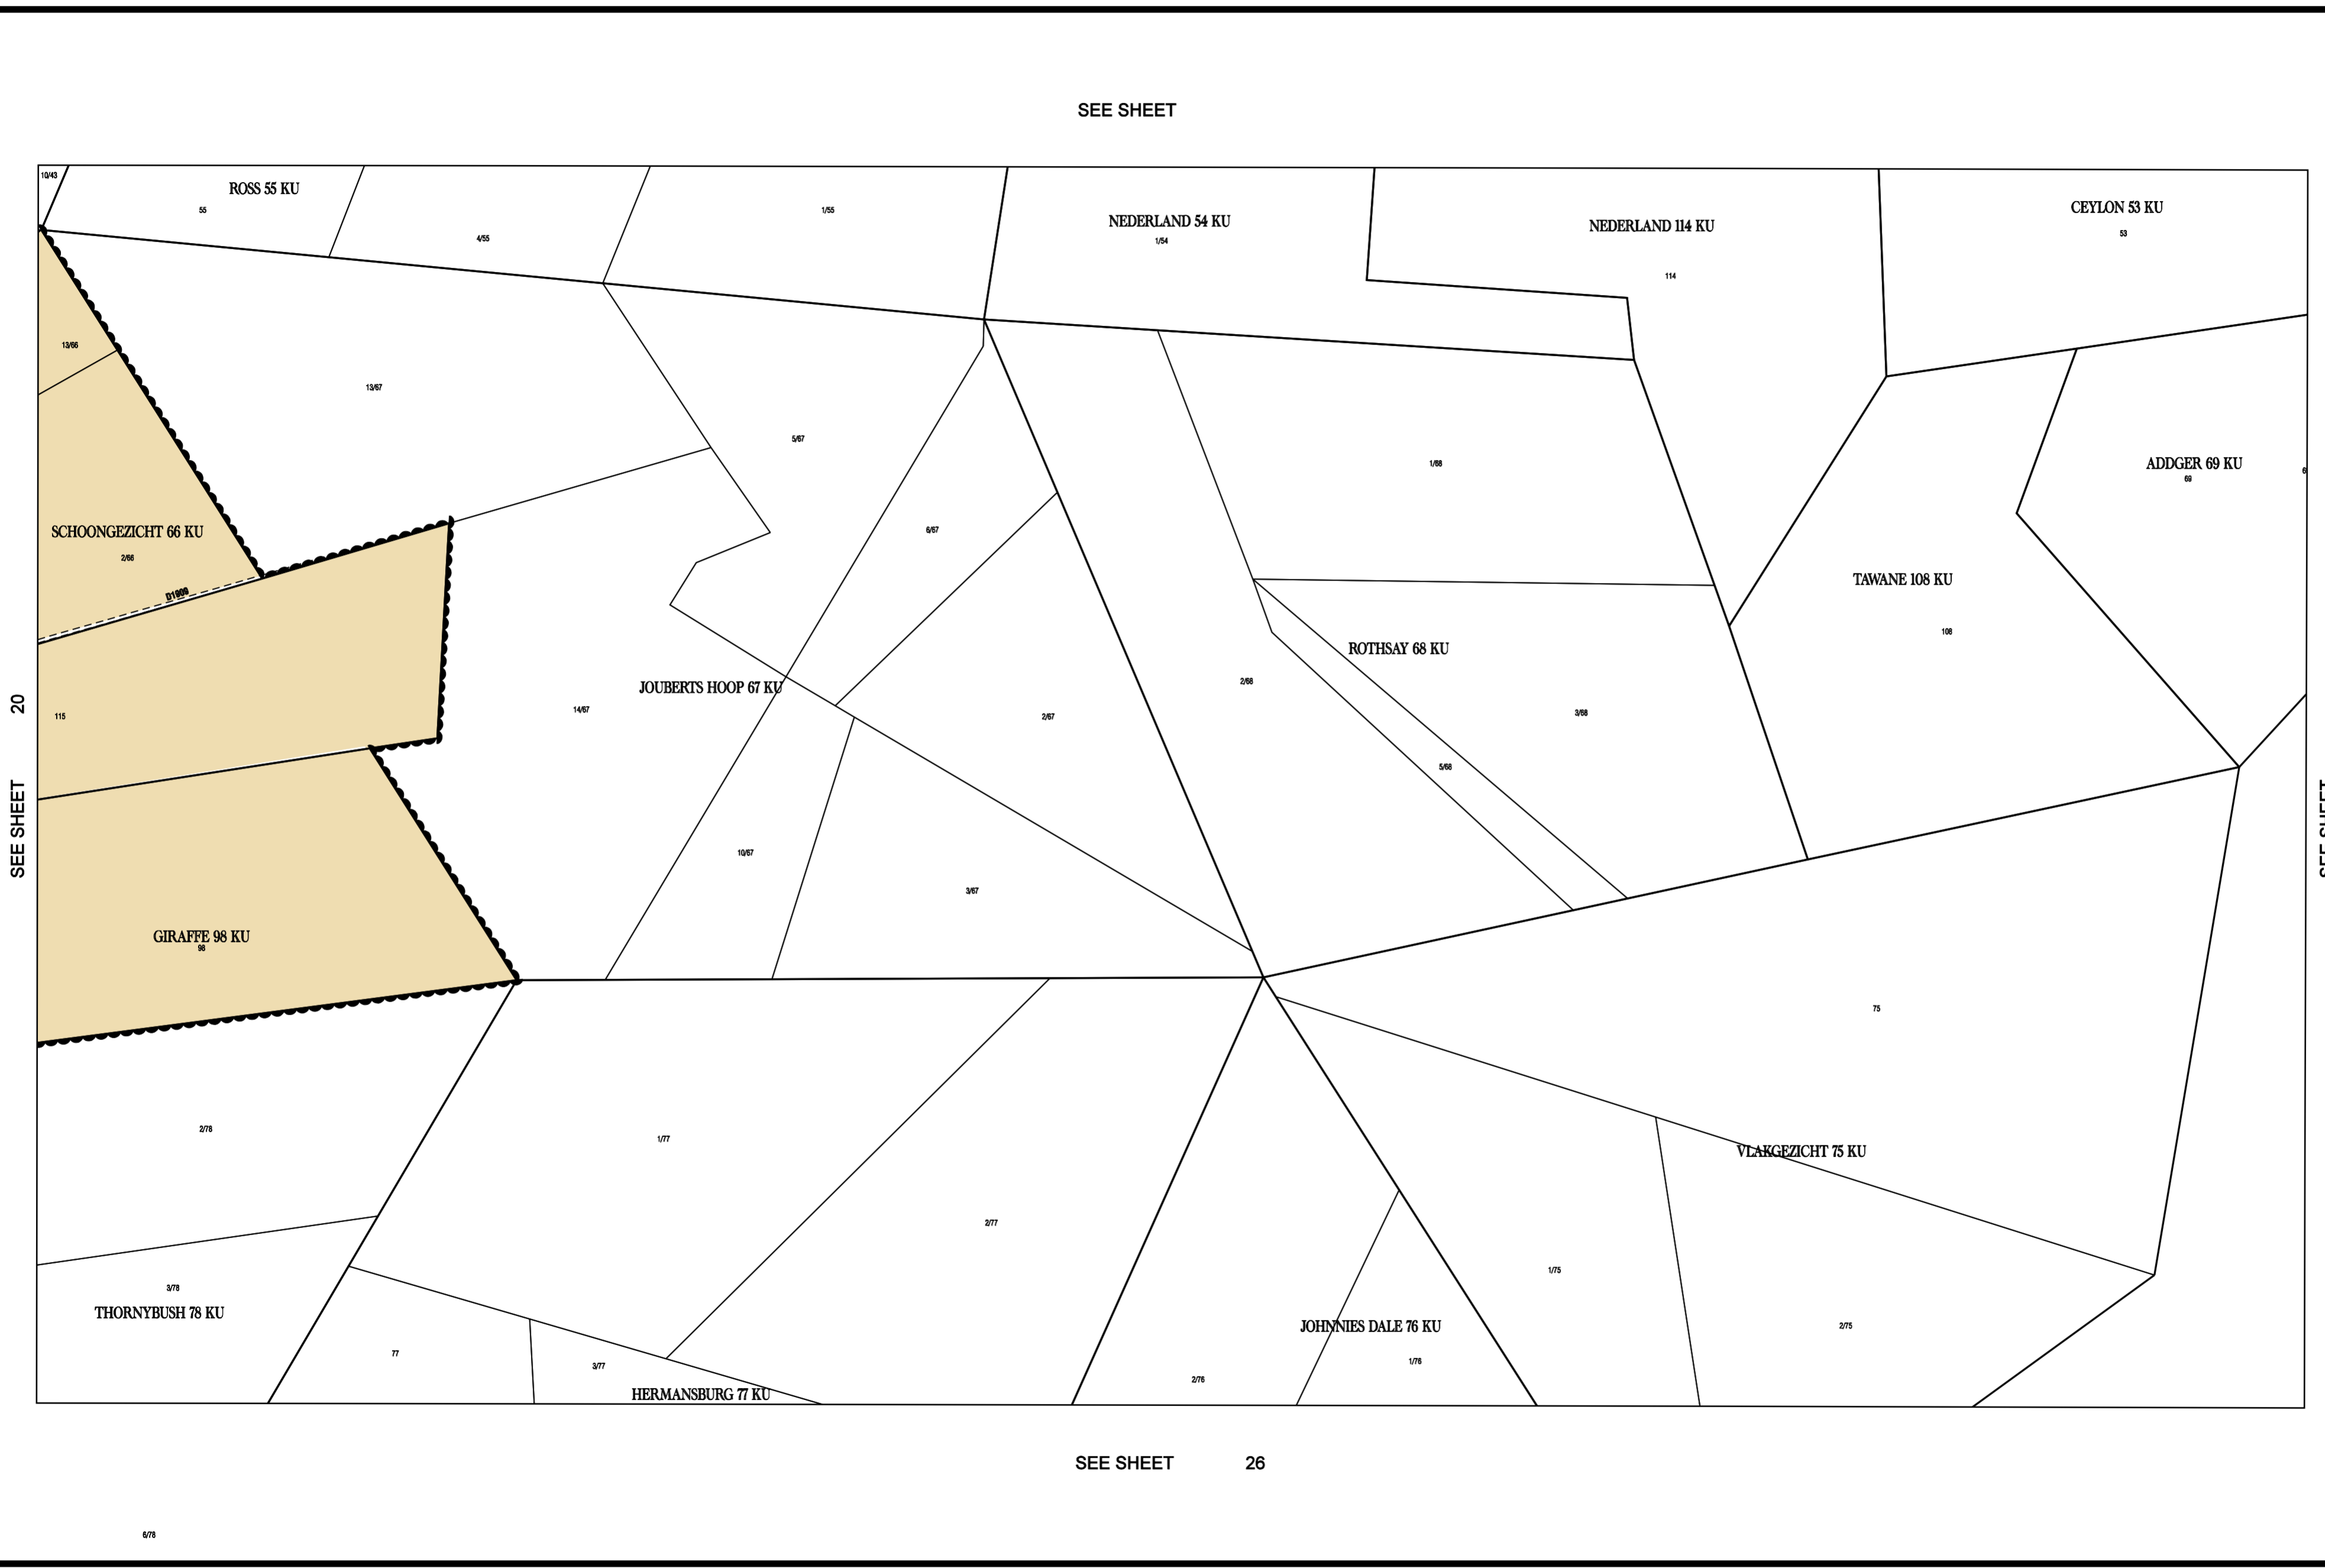 SEE SHEET
10/43
ROSS 55 KU
55
4/55
1/55
NEDERLAND 54 KU
1/54
NEDERLAND 114 KU
114
CEYLON 53 KU
53
13/66
13/67
5/67
1/68
ADDGER 69 KU
69
SCHOONGEZICHT 66 KU
2/66
D1909
6/67
TAWANE 108 KU
108
ROTHSAY 68 KU
2/68
3/68
5/68
JOUBERTS HOOP 67 KU
14/67
2/67
115
SEE SHEET 20
10/67
3/67
GIRAFFE 98 KU
98
75
2/78
1/77
VLAKGEZICHT 75 KU
2/77
1/75
3/78
THORNYBUSH 78 KU
JOHNNIES DALE 76 KU
2/75
77
3/77
1/76
2/76
HERMANSBURG 77 KU
SEE SHEET 26
6/78